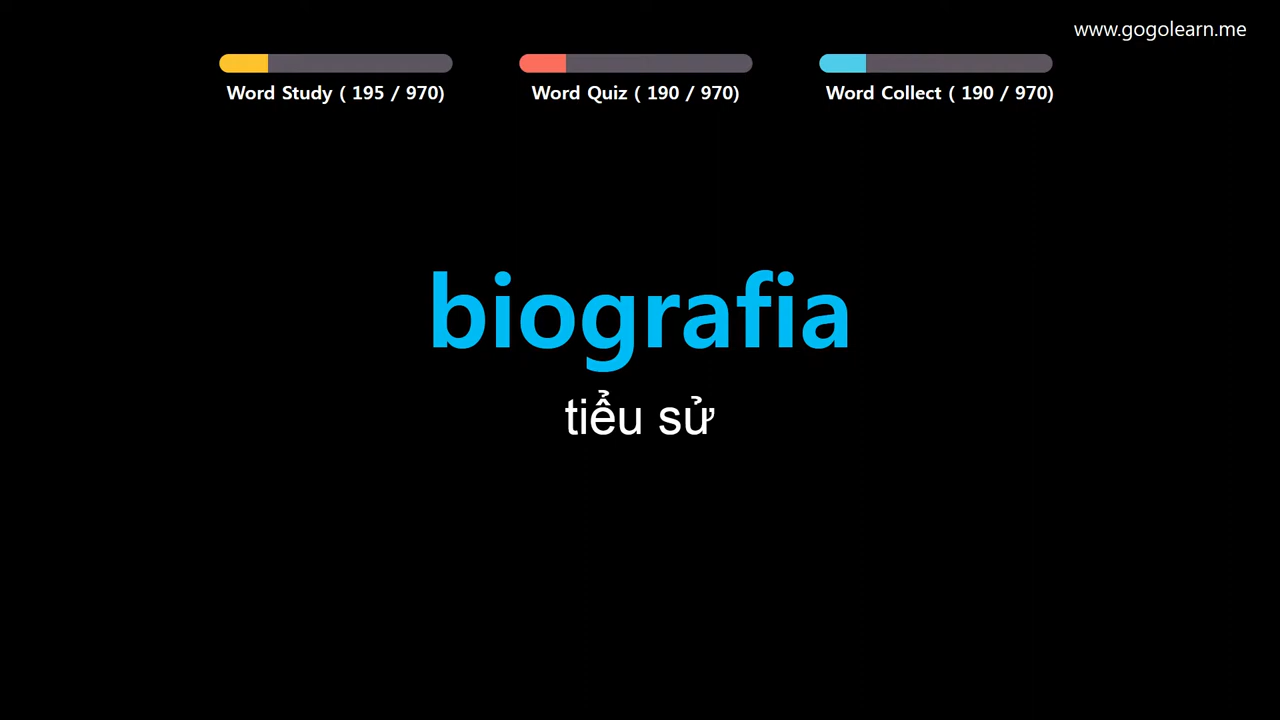 www.gogolearn.me
Word Study ( 195 / 970)
Word Quiz ( 190 / 970)
Word Collect ( 190 / 970)
biografia
tiểu sử